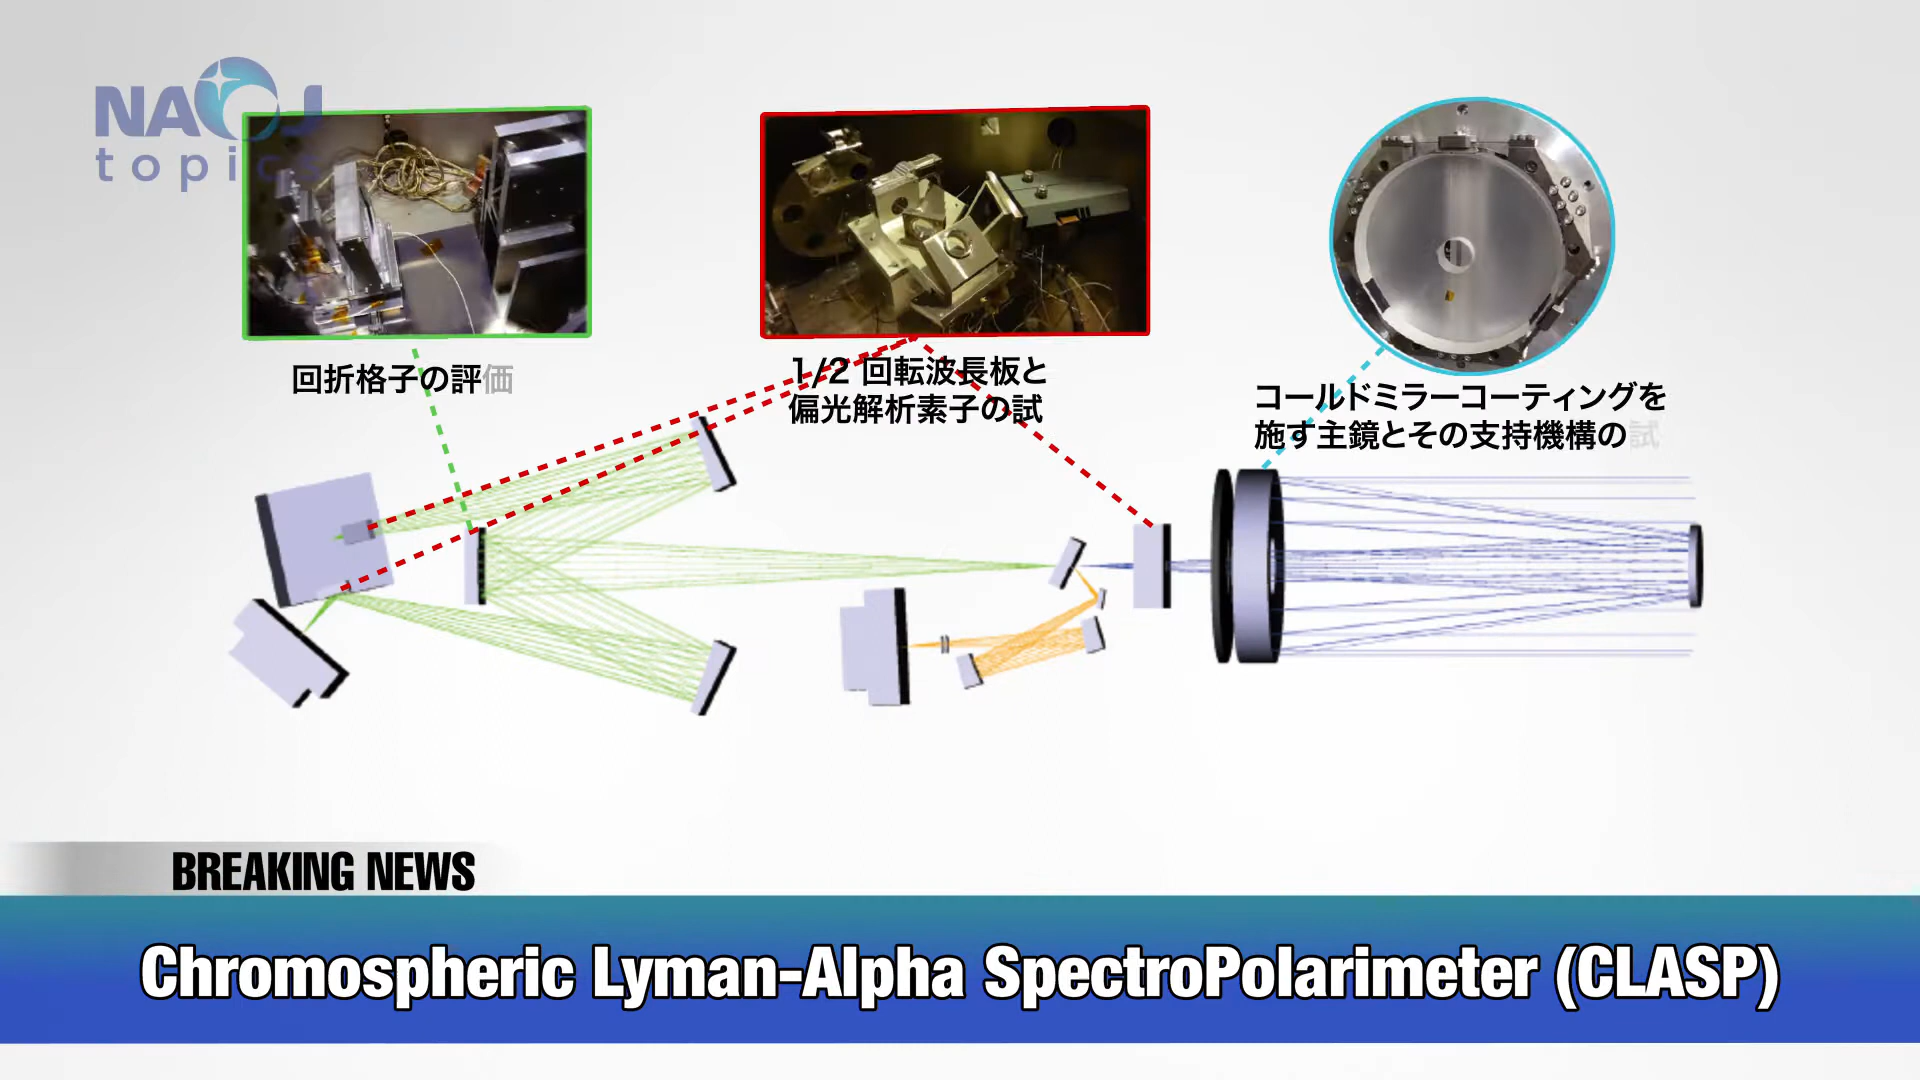 NAOJ
topics
回折格子の評価
1/2 回転波長板と
偏光解析素子の試
コールドミラーコーティングを
施す主鏡とその支持機構の試
BREAKING NEWS
Chromospheric Lyman-Alpha SpectroPolarimeter (CLASP)